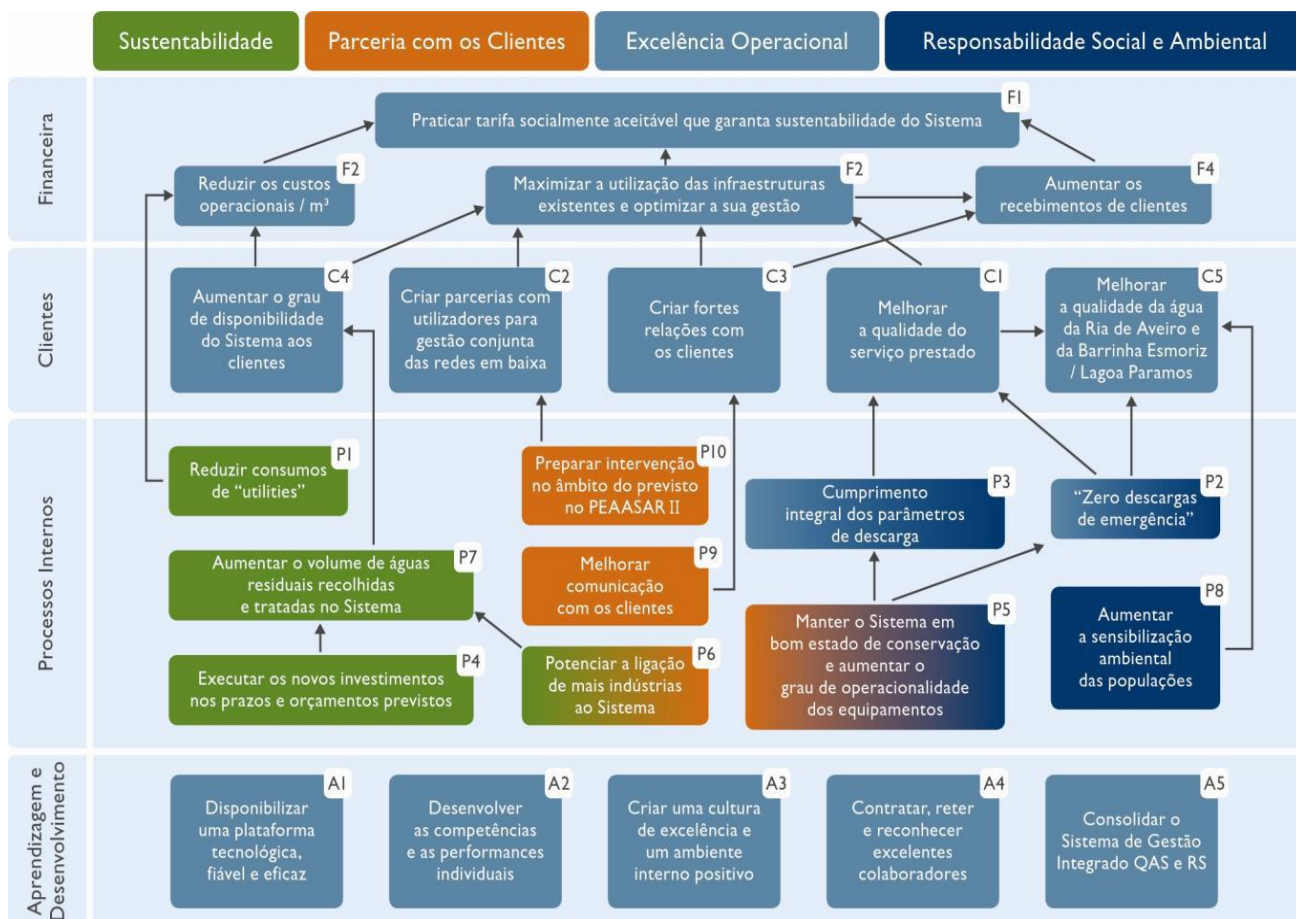 Sustentabilidade
Parceria com os Clientes
Excelência Operacional
Responsabilidade Social e Ambiental
Financeira
F1
Praticar tarifa socialmente aceitável que garanta sustentabilidade do Sistema
F2
Reduzir os custos
operacionais / m³
F2
Maximizar a utilização das infraestruturas
existentes e optimizar a sua gestão
F4
Aumentar os
recebimentos de clientes
Clientes
C4
Aumentar o grau
de disponibilidade
do Sistema aos
clientes
C2
Criar parcerias com
utilizadores para
gestão conjunta
das redes em baixa
C3
Criar fortes
relações com
os clientes
C1
Melhorar
a qualidade do
serviço prestado
C5
Melhorar
a qualidade da água
da Ria de Aveiro e
da Barrinha Esmoriz
/ Lagoa Paramos
Processos Internos
P1
Reduzir consumos
de “utilities”
P10
Preparar intervenção
no âmbito do previsto
no PEAASAR II
P3
Cumprimento
integral dos parâmetros
de descarga
P2
“Zero descargas
de emergência”
P7
Aumentar o volume de águas
residuais recolhidas
e tratadas no Sistema
P9
Melhorar
comunicação
com os clientes
P5
Manter o Sistema em
bom estado de conservação
e aumentar o
grau de operacionalidade
dos equipamentos
P8
Aumentar
a sensibilização
ambiental
das populações
P4
Executar os novos investimentos
nos prazos e orçamentos previstos
P6
Potenciar a ligação
de mais indústrias
ao Sistema
Aprendizagem e
Desenvolvimento
A1
Disponibilizar
uma plataforma
tecnológica,
fiável e eficaz
A2
Desenvolver
as competências
e as performances
individuais
A3
Criar uma cultura
de excelência e
um ambiente
interno positivo
A4
Contratar, reter
e reconhecer
excelentes
colaboradores
A5
Consolidar o
Sistema de Gestão
Integrado QAS e RS